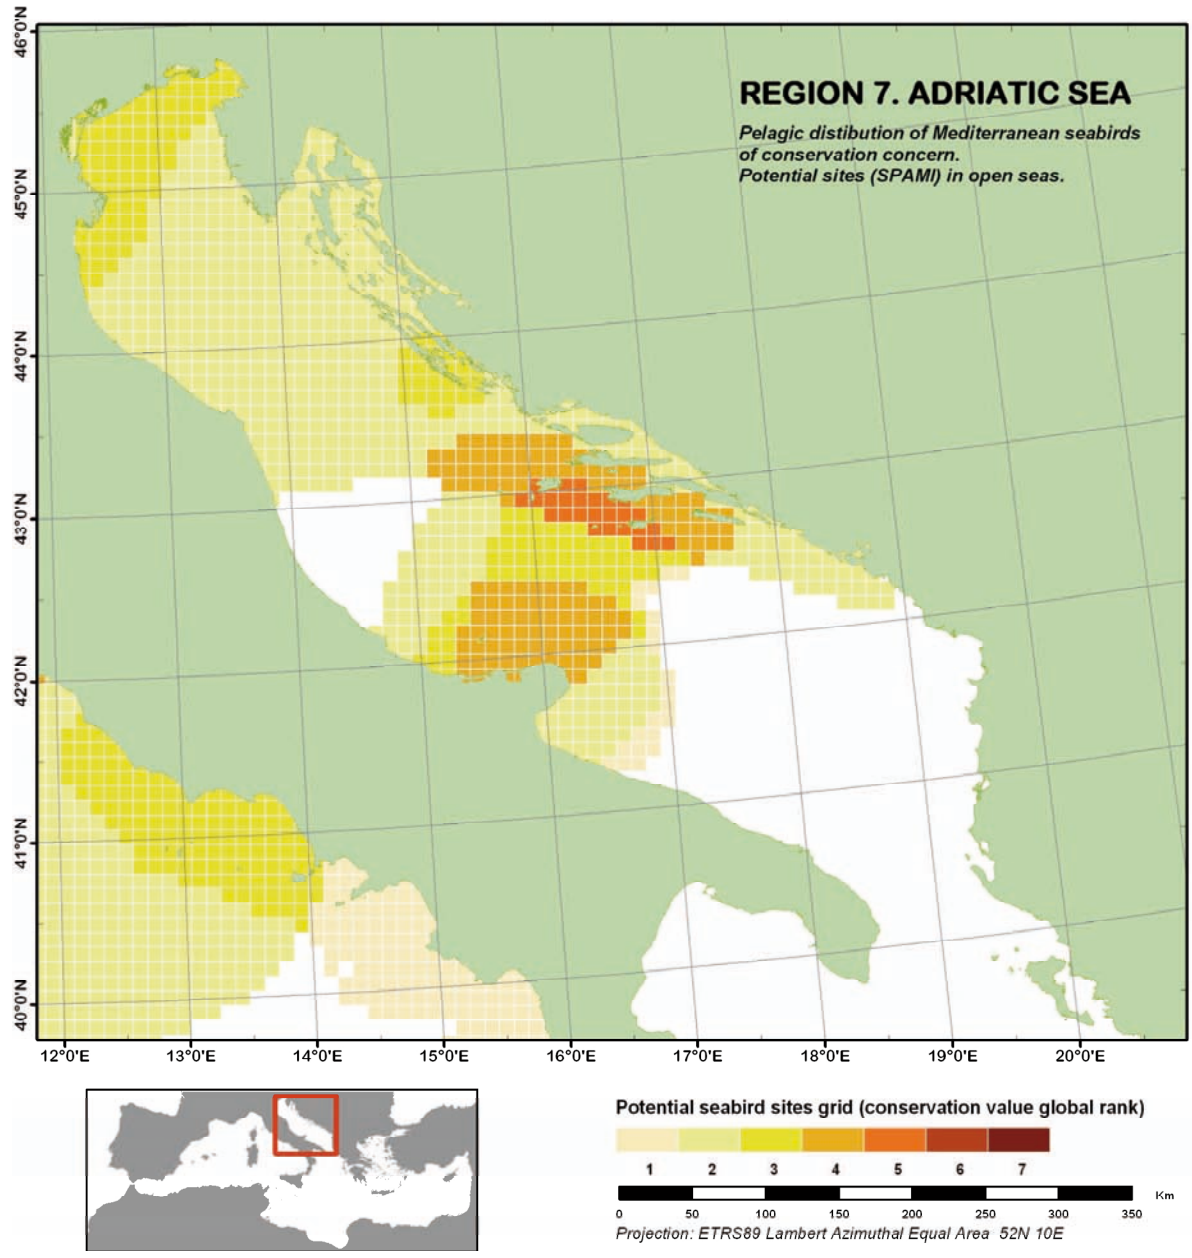 REGION 7. ADRIATIC SEA
Pelagic distibution of Mediterranean seabirds
of conservation concern.
Potential sites (SPAMI) in open seas.
46°0'N
45°0'N
44°0'N
43°0'N
42°0'N
41°0'N
40°0'N
12°0'E 13°0'E 14°0'E 15°0'E 16°0'E 17°0'E 18°0'E 19°0'E 20°0'E
Potential seabird sites grid (conservation value global rank)
1 2 3 4 5 6 7
Km
0 50 100 150 200 250 300 350
Projection: ETRS89 Lambert Azimuthal Equal Area 52N 10E